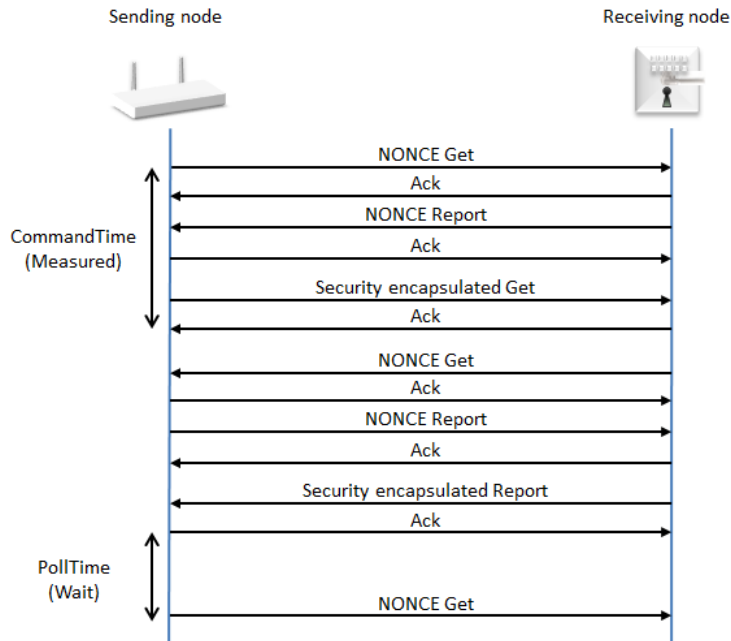 Sending node
Receiving node
NONCE Get
Ack
NONCE Report
CommandTime
(Measured)
Ack
Security encapsulated Get
Ack
NONCE Get
Ack
NONCE Report
Ack
Security encapsulated Report
Ack
PollTime
(Wait)
NONCE Get